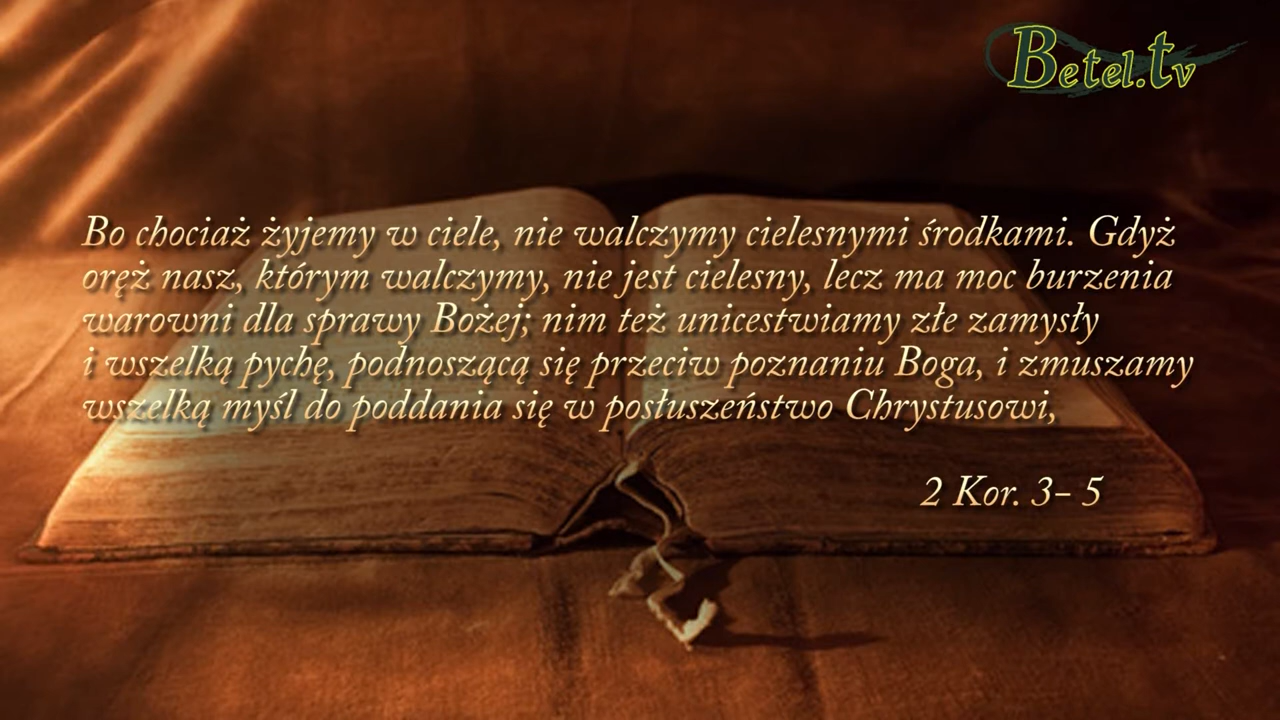 Betel.tv
Bo chociaż żyjemy w ciele, nie walczymy cielesnymi środkami. Gdyż
oręż nasz, którym walczymy, nie jest cielesny, lecz ma moc burzenia
warowni dla sprawy Bożej; nim też unicestwiamy złe zamysły
i wszelką pychę, podnoszącą się przeciw poznaniu Boga, i zmuszamy
wszelką myśl do poddania się w posłuszeństwo Chrystusowi,
2 Kor. 3- 5